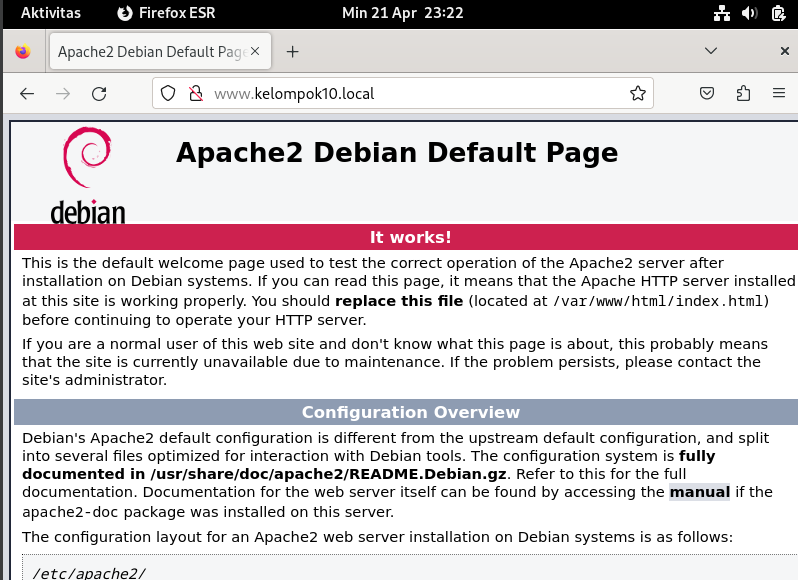 Aktivitas Firefox ESR Min 21 Apr 23:22
Apache2 Debian Default Page
www.kelompok10.local
debian
Apache2 Debian Default Page
It works!
This is the default welcome page used to test the correct operation of the Apache2 server after
installation on Debian systems. If you can read this page, it means that the Apache HTTP server installed
at this site is working properly. You should replace this file (located at /var/www/html/index.html)
before continuing to operate your HTTP server.
If you are a normal user of this web site and don't know what this page is about, this probably means
that the site is currently unavailable due to maintenance. If the problem persists, please contact the
site's administrator.
Configuration Overview
Debian's Apache2 default configuration is different from the upstream default configuration, and split
into several files optimized for interaction with Debian tools. The configuration system is fully
documented in /usr/share/doc/apache2/README.Debian.gz. Refer to this for the full
documentation. Documentation for the web server itself can be found by accessing the manual if the
apache2-doc package was installed on this server.
The configuration layout for an Apache2 web server installation on Debian systems is as follows:
/etc/apache2/